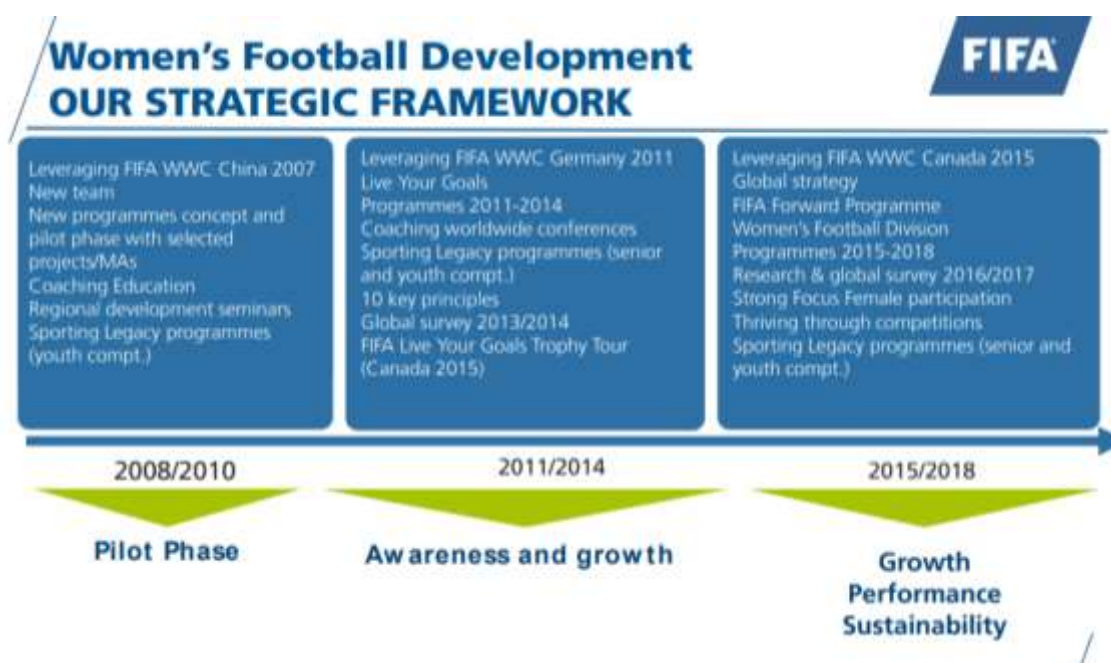 Women's Football Development
OUR STRATEGIC FRAMEWORK
FIFA
Leveraging FIFA WWC China 2007
New team
New programmes concept and
pilot phase with selected
projects/MAs
Coaching Education
Regional development seminars
Sporting Legacy programmes
(youth compt.)
Leveraging FIFA WWC Germany 2011
Live Your Goals
Programmes 2011-2014
Coaching worldwide conferences
Sporting Legacy programmes (senior
and youth compt.)
10 key principles
Global survey 2013/2014
FIFA Live Your Goals Trophy Tour
(Canada 2015)
Leveraging FIFA WWC Canada 2015
Global strategy
FIFA Forward Programme
Women's Football Division
Programmes 2015-2018
Research & global survey 2016/2017
Strong Focus Female participation
Thriving through competitions
Sporting Legacy programmes (senior and
youth compt.)
2008/2010
2011/2014
2015/2018
Pilot Phase
Awareness and growth
Growth
Performance
Sustainability